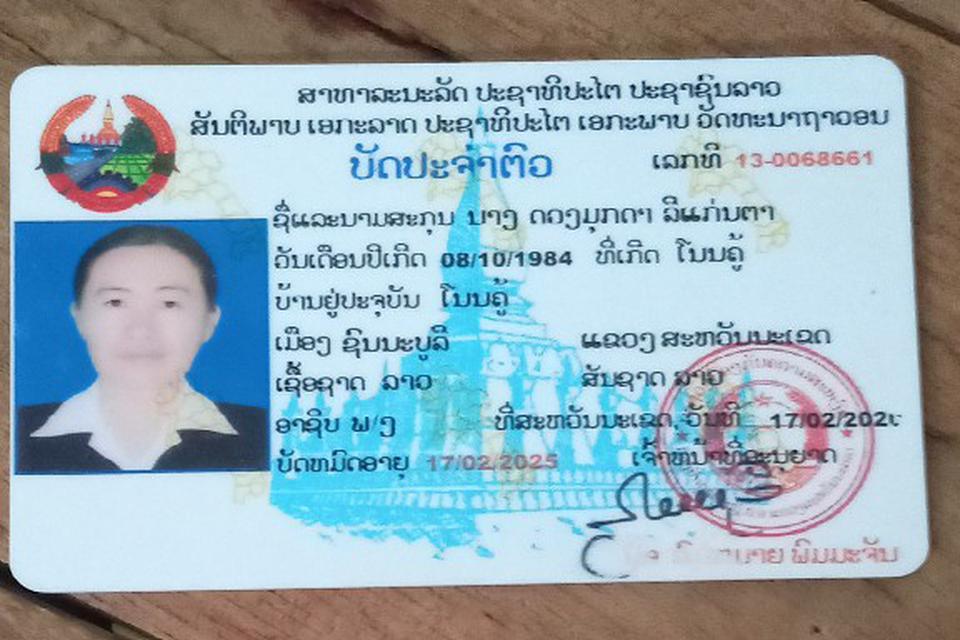 ສາທາລະນະລັດ ປະຊາທິປະໄຕ ປະຊາຊົນລາວ
ສັນຕິພາບ ເອກະລາດ ປະຊາທິປະໄຕ ເອກະພາບ ວັດທະນາຖາວອນ
ບັດປະຈໍາຕົວ ເລກທີ 13-0068661
ຊື່ແລະນາມສະກຸນ ນາງ ດວງມຸກດາ ລີແກ່ນຕາ
ວັນເດືອນປີເກີດ 08/10/1984 ທີ່ເກີດ ໂນນຄູ້
ບ້ານຢູ່ປະຈຸບັນ ໂນນຄູ້
ເມືອງ ຊົນນະບູລີ ແຂວງ ສະຫວັນນະເຂດ
ເຊື້ອຊາດ ລາວ ສັນຊາດ ລາວ
ອາຊີບ ພ/ງ ທີ່ສະຫວັນນະເຂດ, ວັນທີ 17/02/202
ບັດຫມົດອາຍຸ 17/02/2025 ເຈົ້າຫນ້າທີ່ອະນຸຍາດ
ພິມມະຈັນ